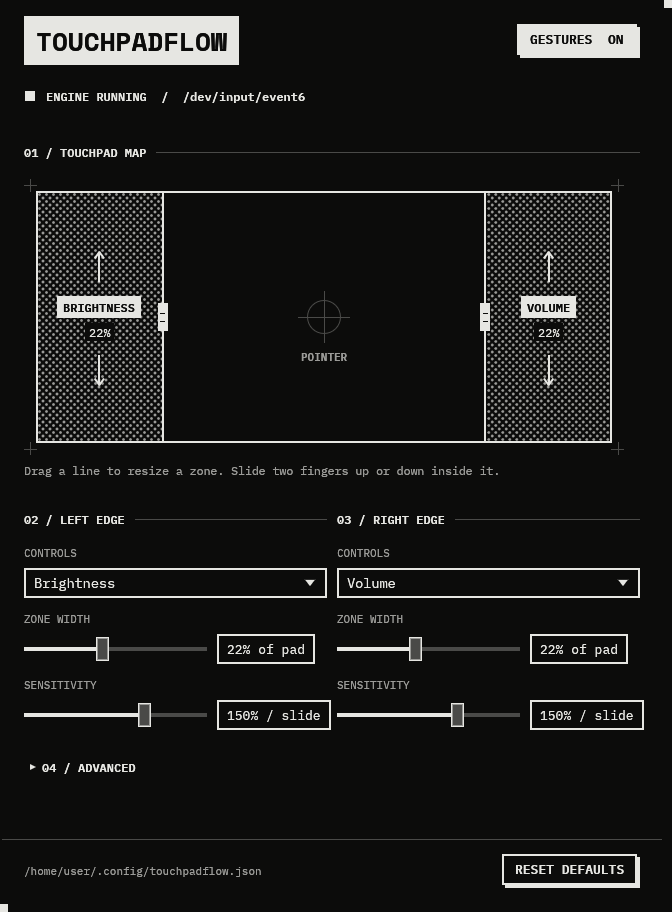 TOUCHPADFLOW
GESTURES ON
ENGINE RUNNING / /dev/input/event6
01 / TOUCHPAD MAP
BRIGHTNESS
22%
POINTER
VOLUME
22%
Drag a line to resize a zone. Slide two fingers up or down inside it.
02 / LEFT EDGE
CONTROLS
Brightness
ZONE WIDTH
22% of pad
SENSITIVITY
150% / slide
03 / RIGHT EDGE
CONTROLS
Volume
ZONE WIDTH
22% of pad
SENSITIVITY
150% / slide
04 / ADVANCED
/home/user/.config/touchpadflow.json
RESET DEFAULTS